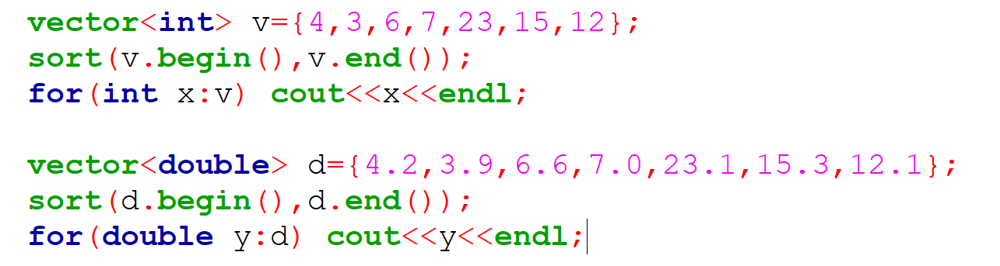 vector<int> v={4,3,6,7,23,15,12};
sort(v.begin(),v.end());
for(int x:v) cout<<x<<endl;
vector<double> d={4.2,3.9,6.6,7.0,23.1,15.3,12.1};
sort(d.begin(),d.end());
for(double y:d) cout<<y<<endl;